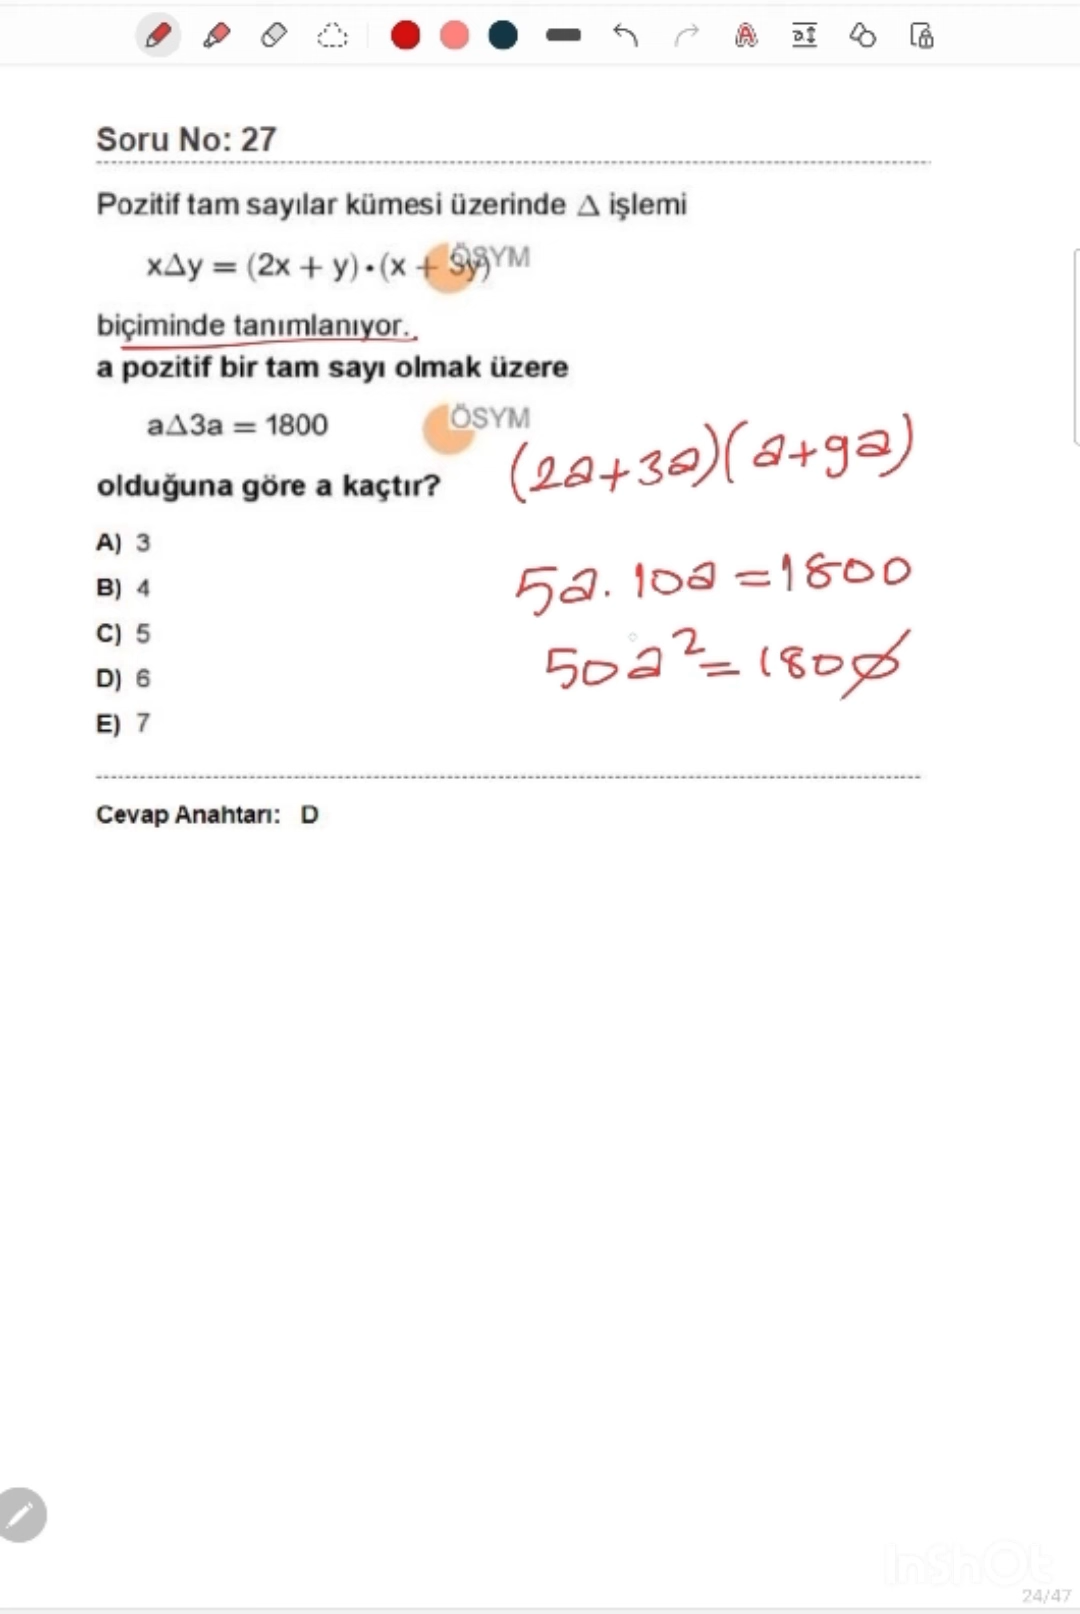 Soru No: 27
Pozitif tam sayılar kümesi üzerinde Δ işlemi
xΔy = (2x + y)·(x + 3y)
ÖSYM
biçiminde tanımlanıyor.
a pozitif bir tam sayı olmak üzere
aΔ3a = 1800
ÖSYM
(2a+3a)(a+9a)
olduğuna göre a kaçtır?
A) 3
5a. 10a = 1800
B) 4
C) 5
50a² = 1800
D) 6
E) 7
Cevap Anahtarı: D
InShOt
24/47